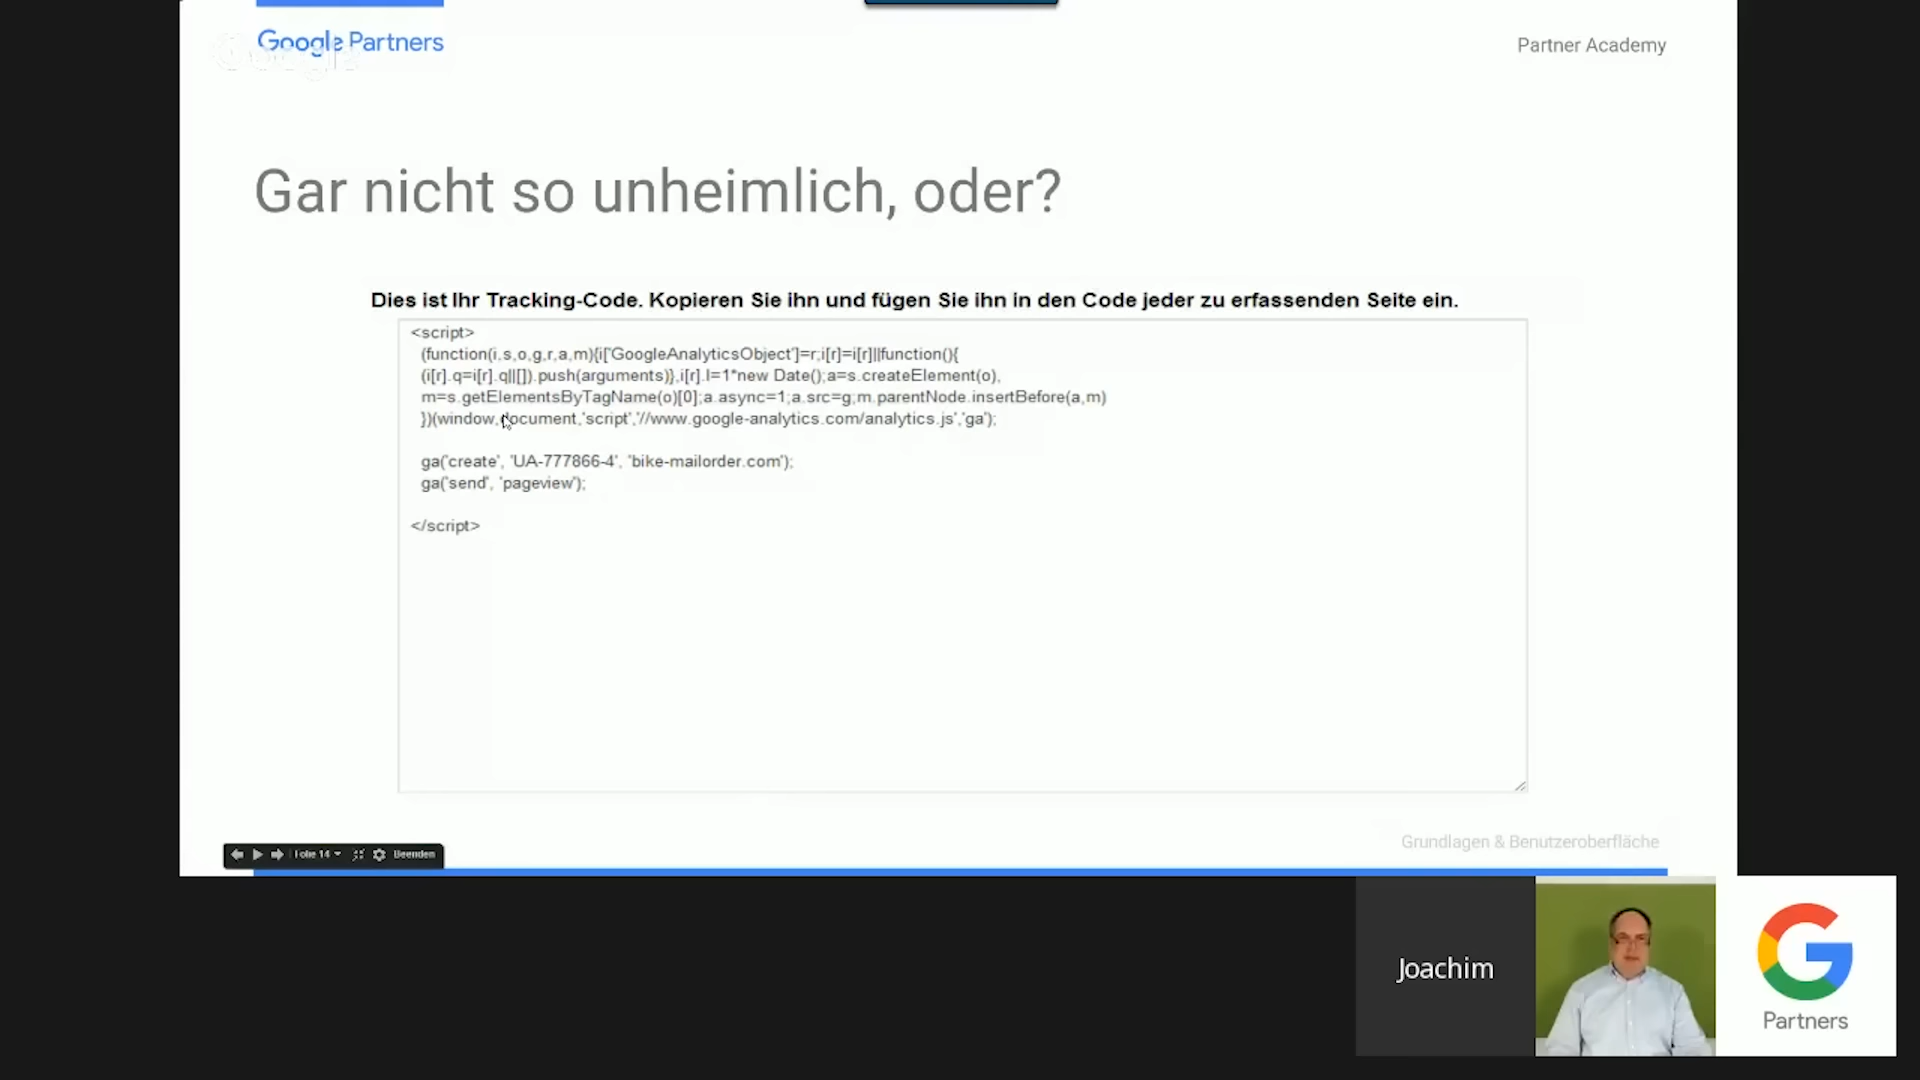 Google Partners
Partner Academy
Gar nicht so unheimlich, oder?
Dies ist Ihr Tracking-Code. Kopieren Sie ihn und fügen Sie ihn in den Code jeder zu erfassenden Seite ein.
<script>
(function(i,s,o,g,r,a,m){i['GoogleAnalyticsObject']=r;i[r]=i[r]||function(){
(i[r].q=i[r].q||[]).push(arguments)},i[r].l=1*new Date();a=s.createElement(o),
m=s.getElementsByTagName(o)[0];a.async=1;a.src=g;m.parentNode.insertBefore(a,m)
})(window,document,'script','//www.google-analytics.com/analytics.js','ga');
ga('create', 'UA-777866-4', 'bike-mailorder.com');
ga('send', 'pageview');
</script>
Grundlagen & Benutzeroberfläche
Folie 14
Beenden
Joachim
Partners